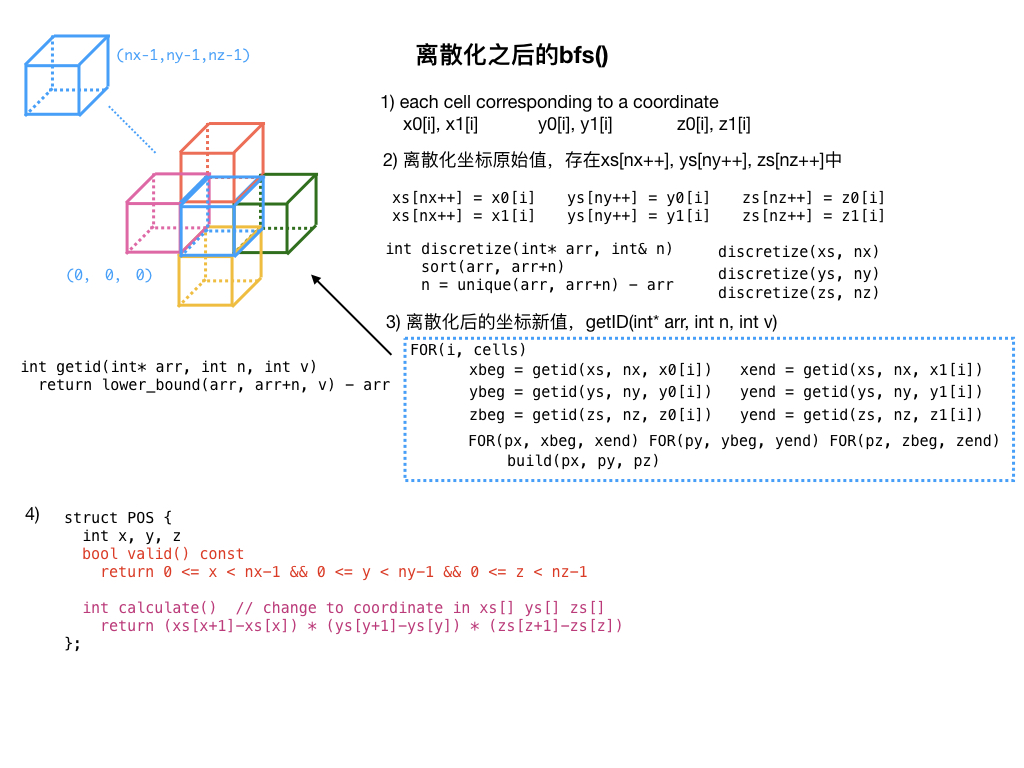 离散化之后的bfs()
(nx-1,ny-1,nz-1)
1) each cell corresponding to a coordinate
x0[i], x1[i] y0[i], y1[i] z0[i], z1[i]
2) 离散化坐标原始值，存在xs[nx++], ys[ny++], zs[nz++]中
xs[nx++] = x0[i] ys[ny++] = y0[i] zs[nz++] = z0[i]
xs[nx++] = x1[i] ys[ny++] = y1[i] zs[nz++] = z1[i]
int discretize(int* arr, int& n)
sort(arr, arr+n)
n = unique(arr, arr+n) - arr
discretize(xs, nx)
discretize(ys, ny)
discretize(zs, nz)
(0, 0, 0)
3) 离散化后的坐标新值，getID(int* arr, int n, int v)
int getid(int* arr, int n, int v)
return lower_bound(arr, arr+n, v) - arr
FOR(i, cells)
xbeg = getid(xs, nx, x0[i]) xend = getid(xs, nx, x1[i])
ybeg = getid(ys, ny, y0[i]) yend = getid(ys, ny, y1[i])
zbeg = getid(zs, nz, z0[i]) yend = getid(zs, nz, z1[i])
FOR(px, xbeg, xend) FOR(py, ybeg, yend) FOR(pz, zbeg, zend)
build(px, py, pz)
4)
struct POS {
int x, y, z
bool valid() const
return 0 <= x < nx-1 && 0 <= y < ny-1 && 0 <= z < nz-1
int calculate() // change to coordinate in xs[] ys[] zs[]
return (xs[x+1]-xs[x]) * (ys[y+1]-ys[y]) * (zs[z+1]-zs[z])
};